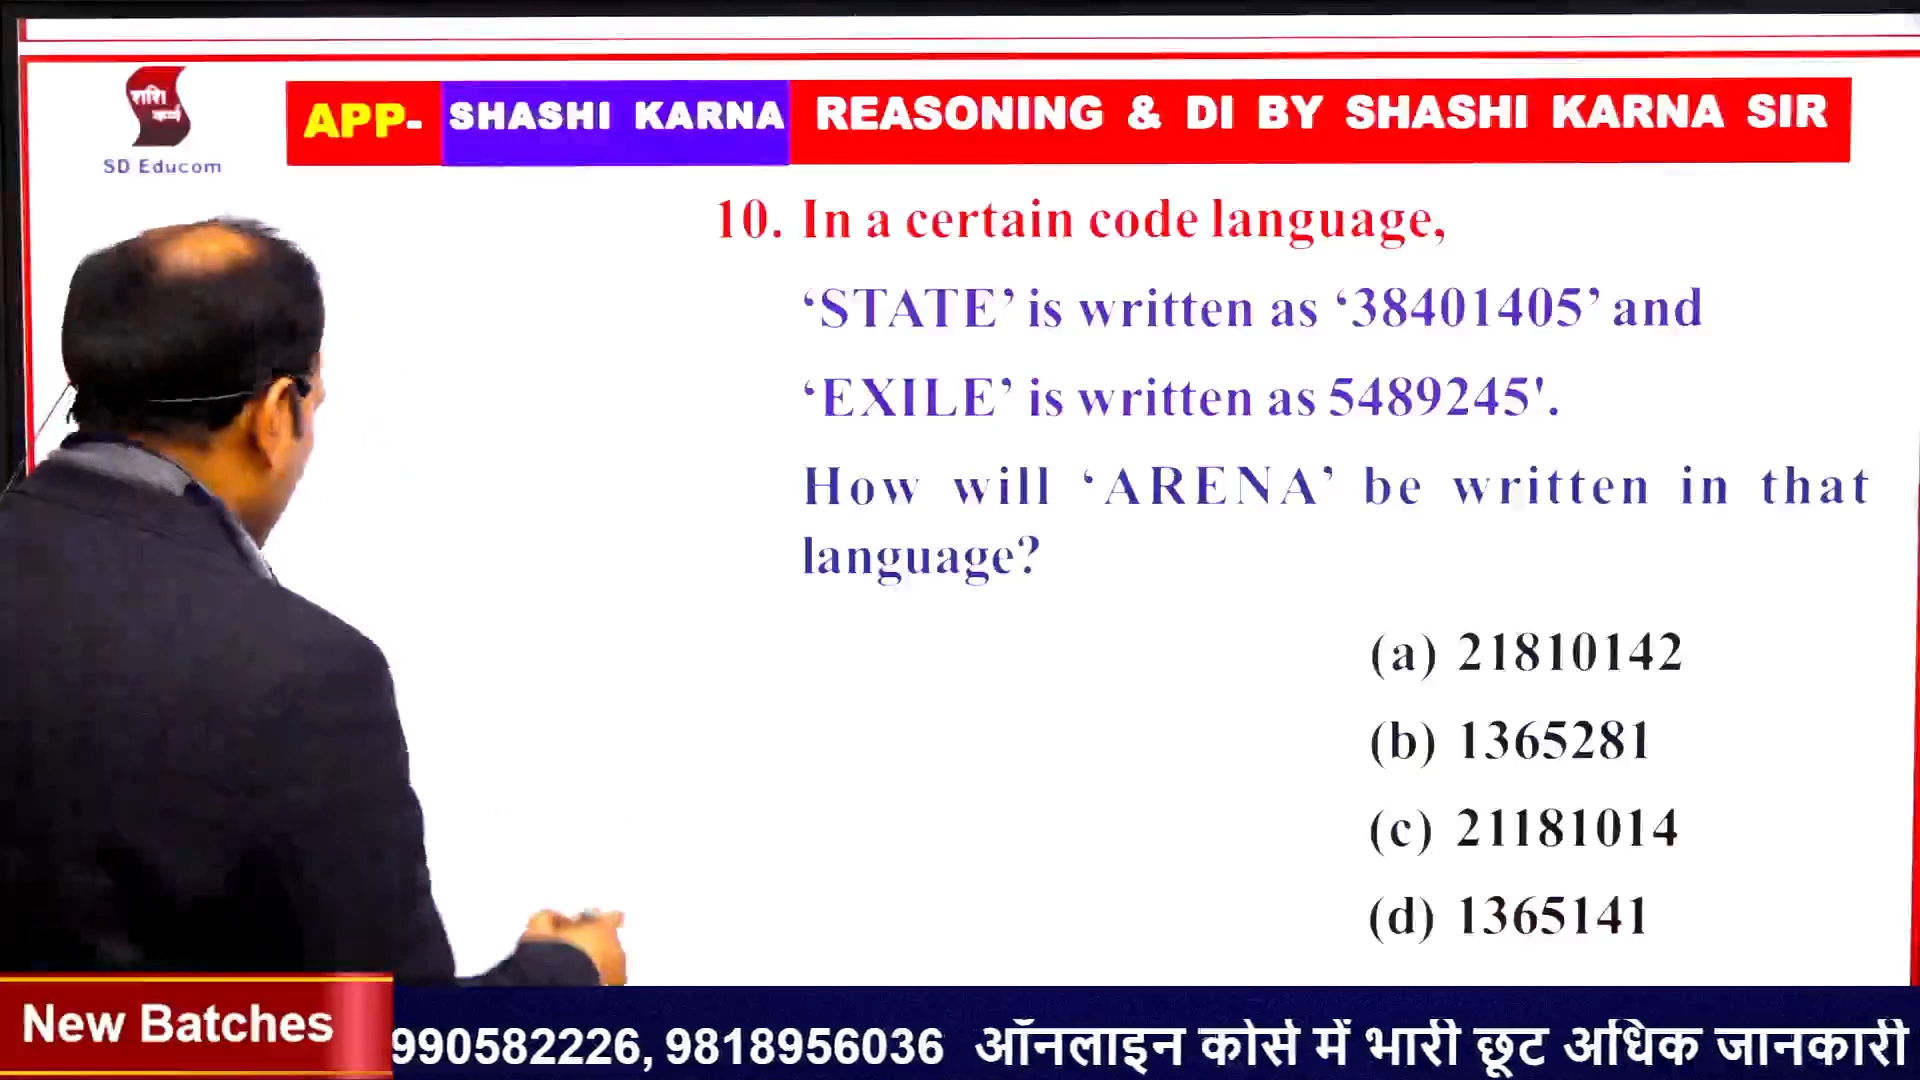 शशि
SD Educom
APP- SHASHI KARNA REASONING & DI BY SHASHI KARNA SIR
10. In a certain code language,
‘STATE’ is written as ‘38401405’ and
‘EXILE’ is written as 5489245'.
How will ‘ARENA’ be written in that
language?
(a) 21810142
(b) 1365281
(c) 21181014
(d) 1365141
New Batches
990582226, 9818956036 ऑनलाइन कोर्स में भारी छूट अधिक जानकारी